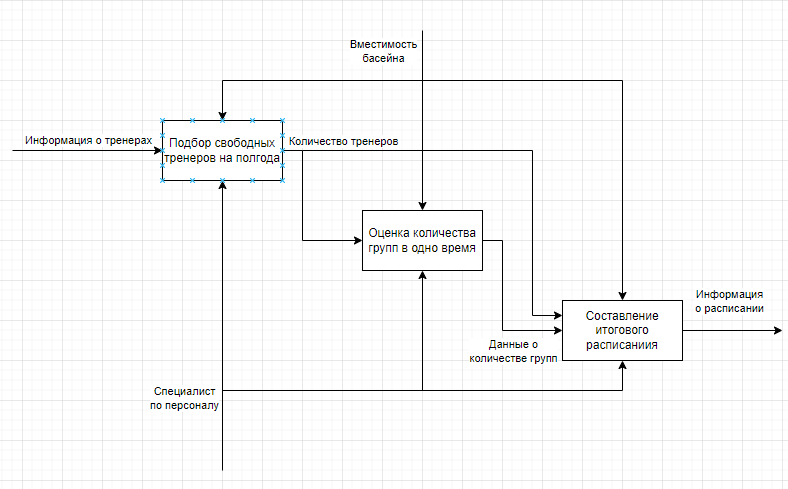 Вместимость
басейна
Информация о тренерах
Подбор свободных
тренеров на полгода
Количество тренеров
Оценка количества
групп в одно время
Информация
о расписании
Составление
итогового
расписаниия
Данные о
количестве групп
Специалист
по персоналу